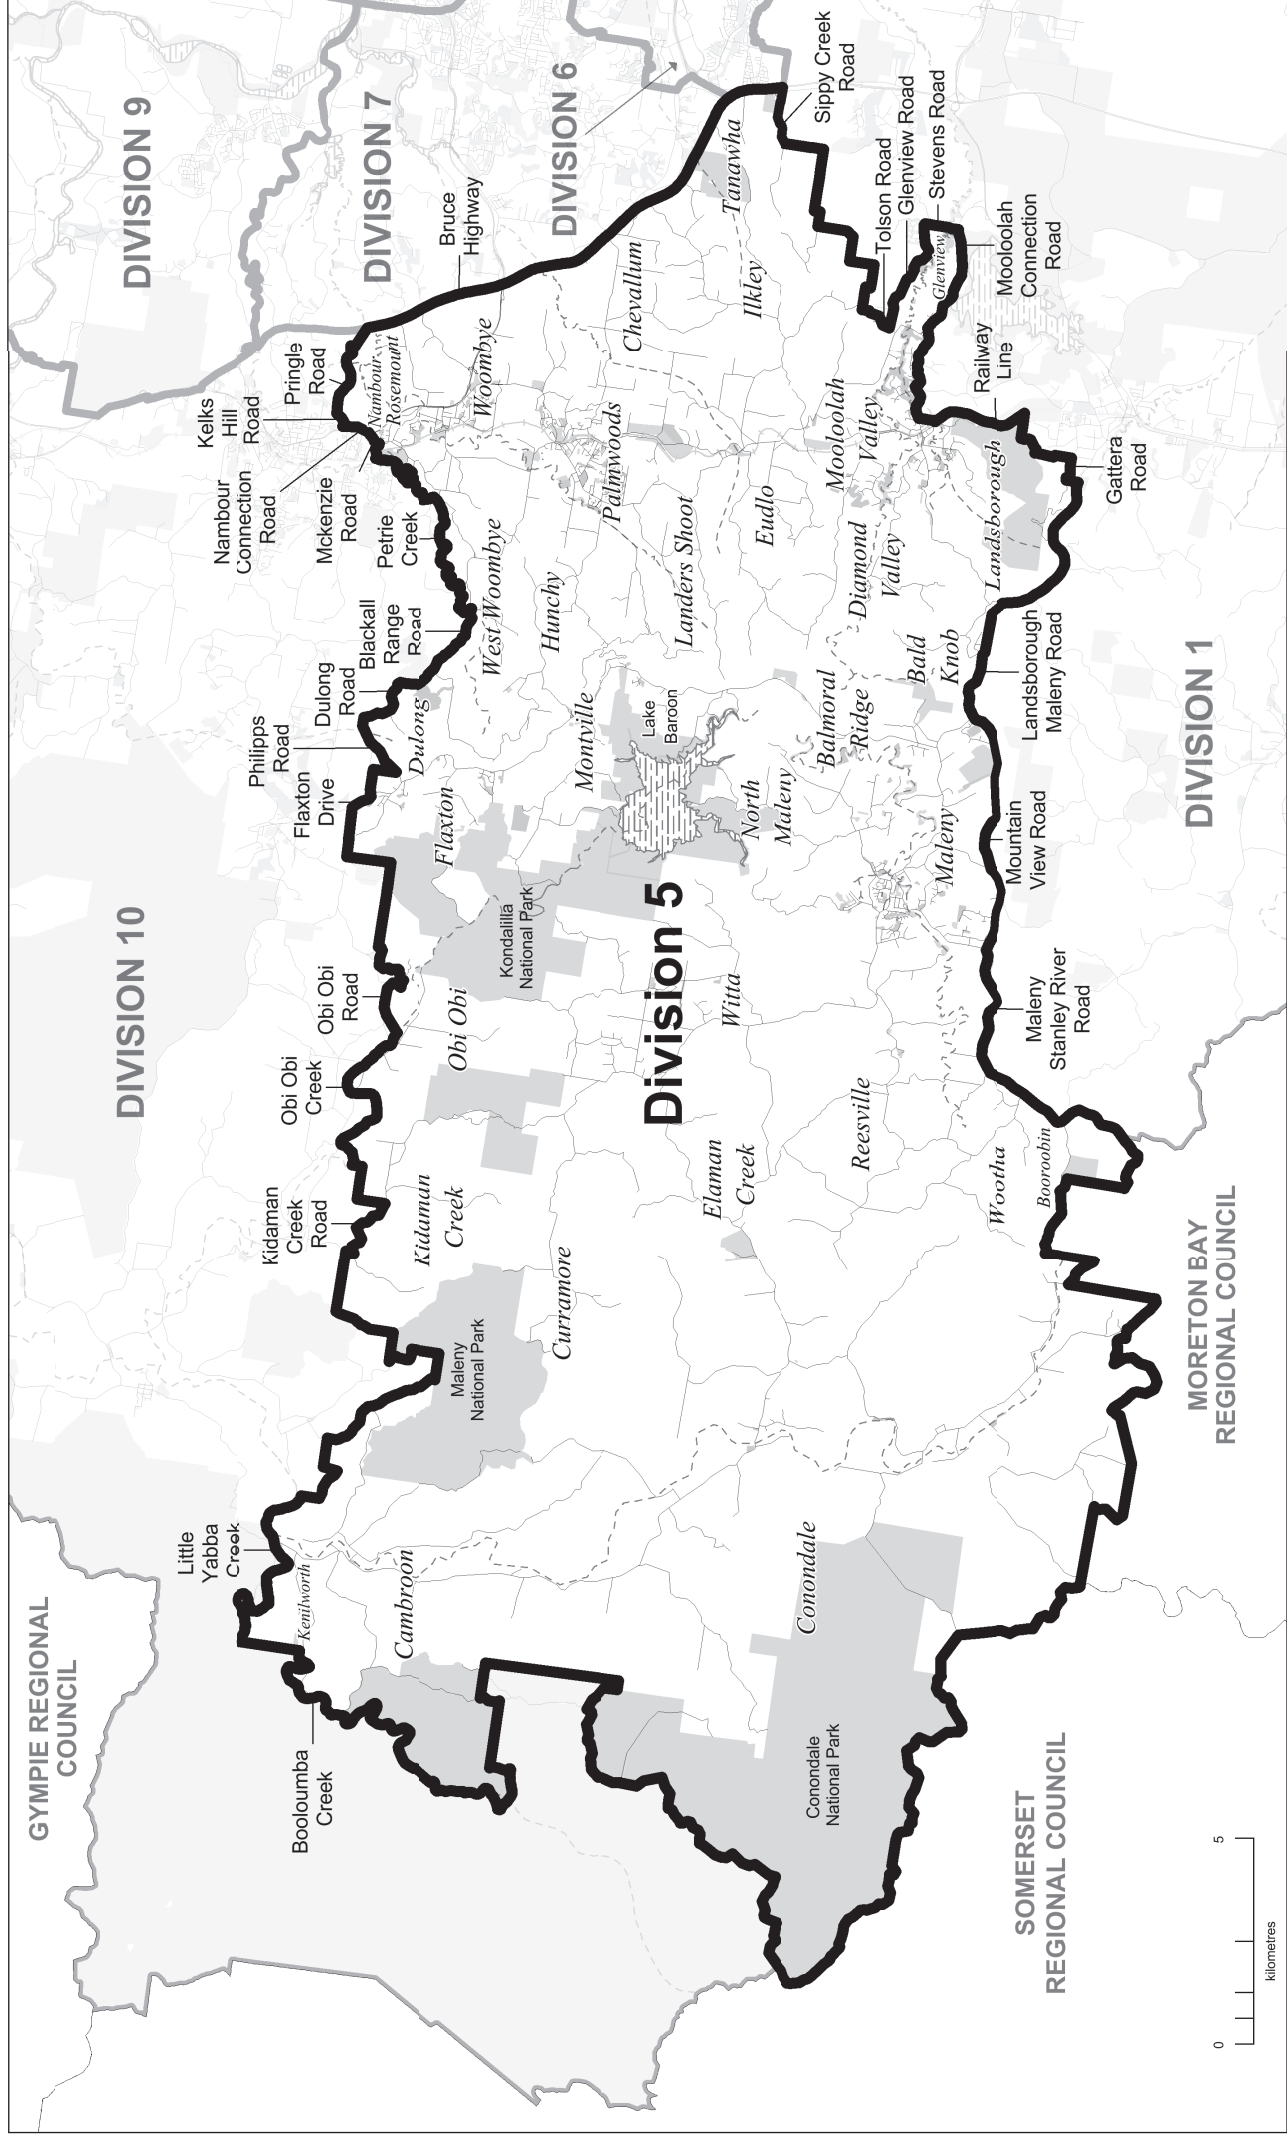 GYMPIE REGIONAL
COUNCIL
DIVISION 10
DIVISION 9
DIVISION 7
DIVISION 6
Booloumba
Creek
Little
Yabba
Creek
Kidaman
Creek
Road
Obi Obi
Creek
Obi Obi
Road
Flaxton
Drive
Philipps
Road
Dulong
Road
Blackall
Range
Road
Petrie
Creek
Mckenzie
Road
Nambour
Connection
Road
Kelks
Hill
Road
Pringle
Road
Bruce
Highway
Kenilworth
Cambroon
Maleny
National Park
Kidaman
Creek
Curramore
Obi Obi
Kondalilla
National Park
Flaxton
Dulong
West Woombye
Nambour
Rosemount
Woombye
Hunchy
Montville
Palmwoods
Chevallum
Division 5
Lake
Baroon
Landers Shoot
Tanawha
Ilkley
Eudlo
Witta
North
Maleny
Elaman
Creek
Conondale
Conondale
National Park
Reesville
Balmoral
Ridge
Diamond
Valley
Mooloolah
Valley
Maleny
Bald
Knob
Glenview
Landsborough
Wootha
Booroobin
Sippy Creek
Road
Tolson Road
Glenview Road
Stevens Road
Mooloolah
Connection
Road
Railway
Line
Gattera
Road
Landsborough
Maleny Road
Mountain
View Road
Maleny
Stanley River
Road
DIVISION 1
MORETON BAY
REGIONAL COUNCIL
SOMERSET
REGIONAL COUNCIL
0 5
kilometres